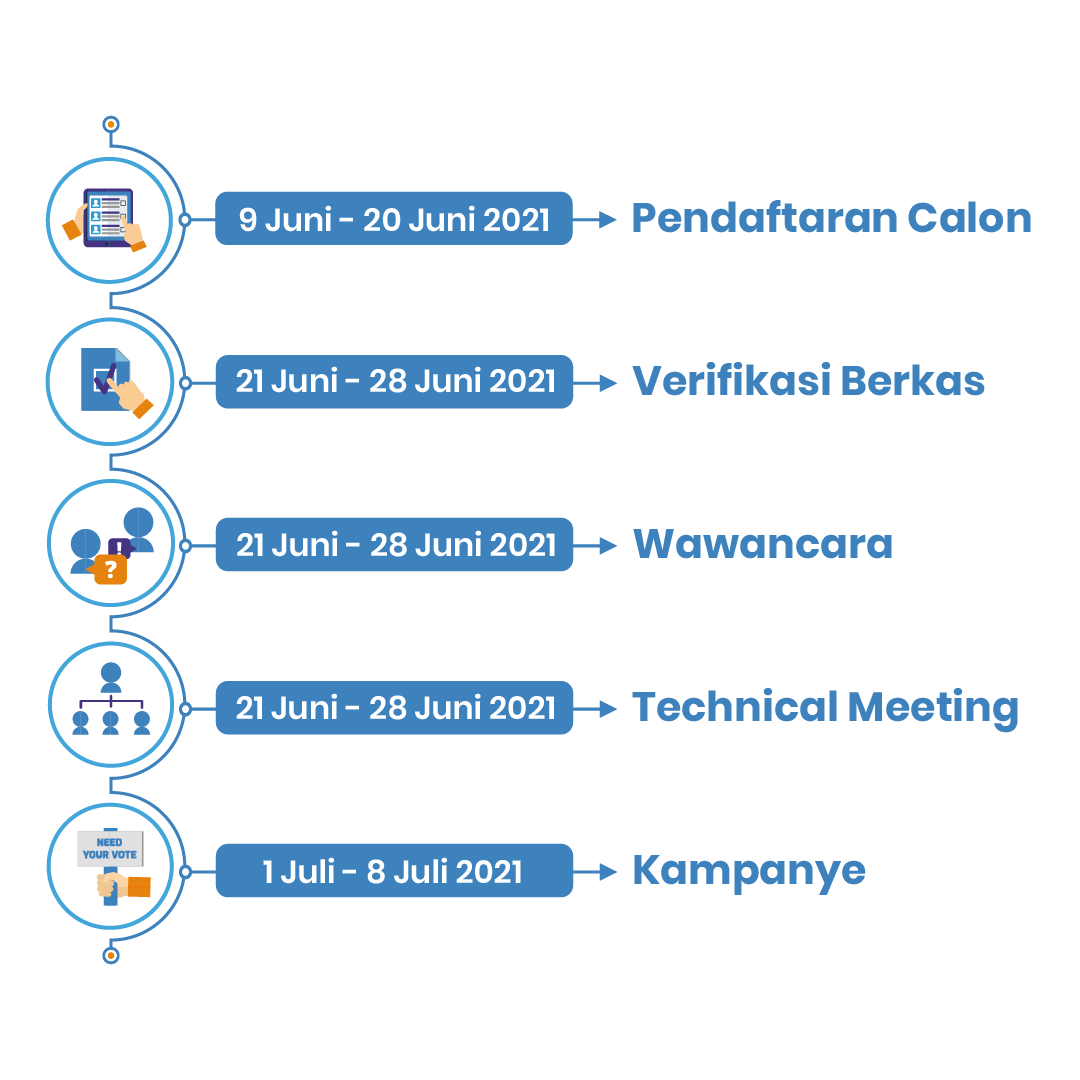 9 Juni - 20 Juni 2021
Pendaftaran Calon
21 Juni - 28 Juni 2021
Verifikasi Berkas
21 Juni - 28 Juni 2021
Wawancara
!
?
21 Juni - 28 Juni 2021
Technical Meeting
NEED
YOUR VOTE
1 Juli - 8 Juli 2021
Kampanye